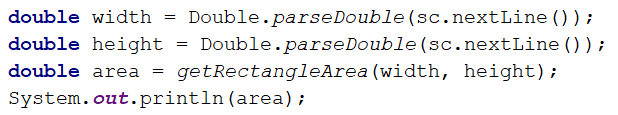 double width = Double.parseDouble(sc.nextLine());
double height = Double.parseDouble(sc.nextLine());
double area = getRectangleArea(width, height);
System.out.println(area);